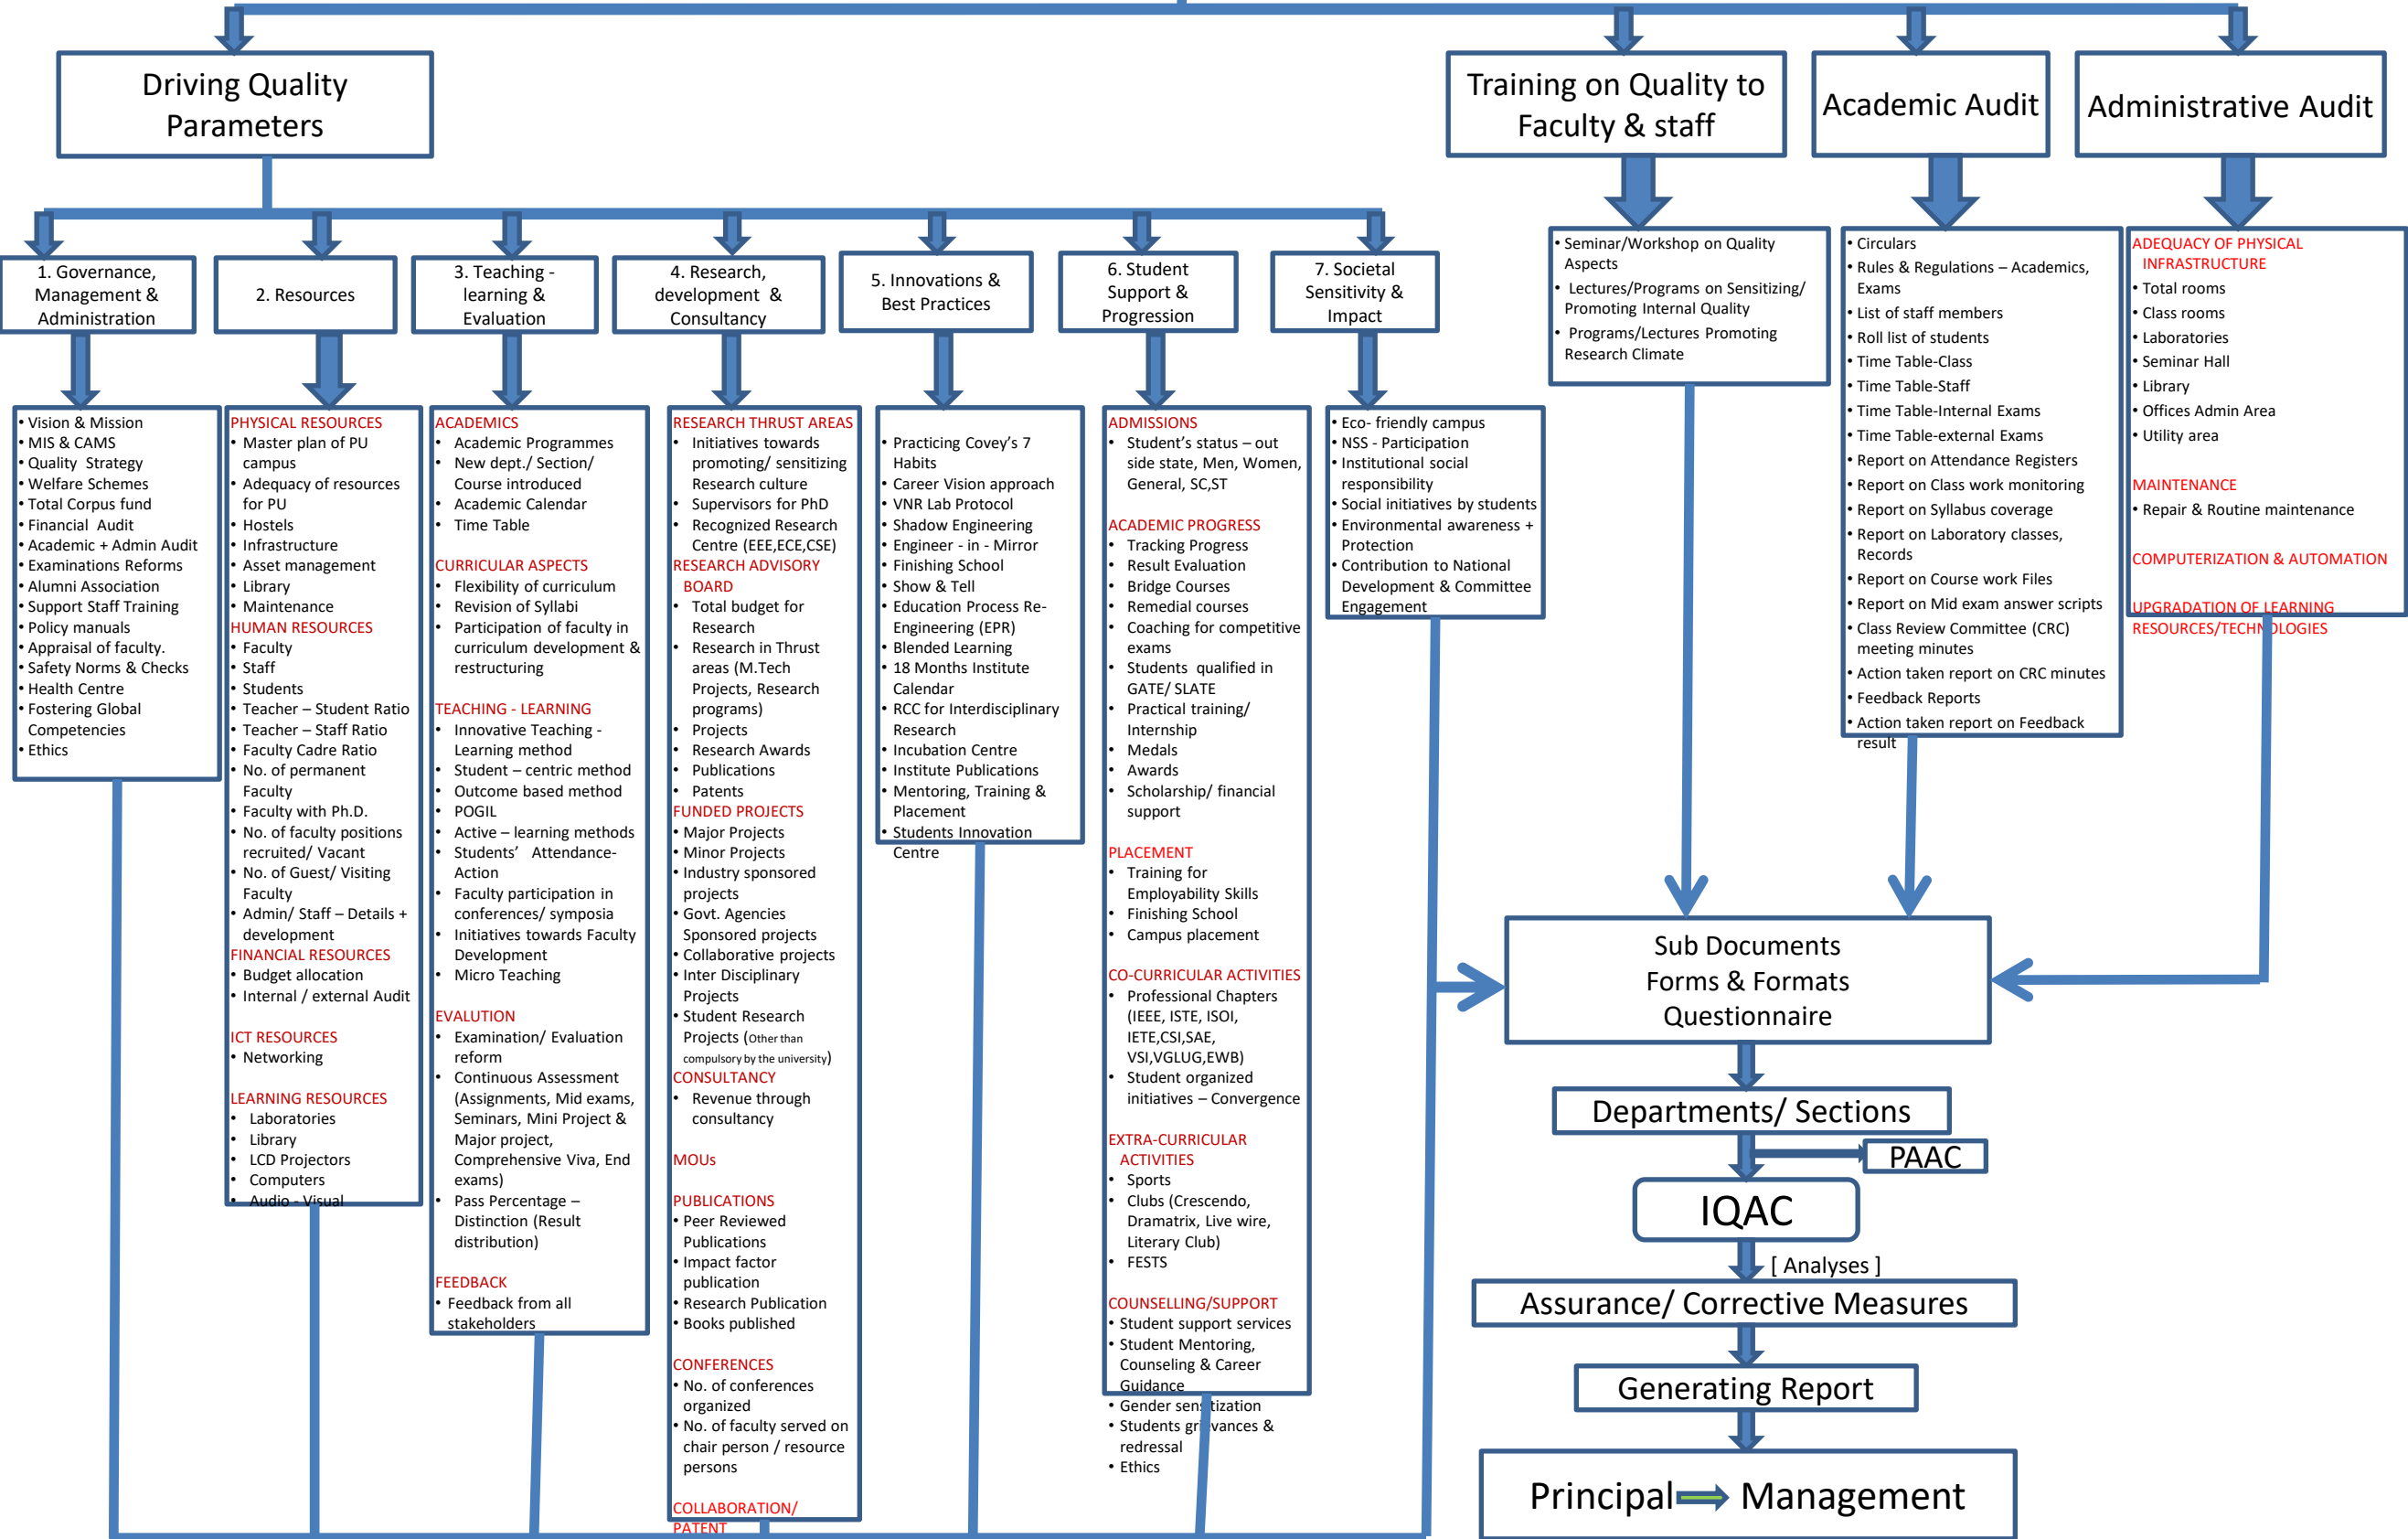 Driving Quality
Parameters
Training on Quality to
Faculty & staff
Academic Audit
Administrative Audit
1. Governance,
Management &
Administration
2. Resources
3. Teaching -
learning &
Evaluation
4. Research,
development &
Consultancy
5. Innovations &
Best Practices
6. Student
Support &
Progression
7. Societal
Sensitivity &
Impact
• Vision & Mission
• MIS & CAMS
• Quality Strategy
• Welfare Schemes
• Total Corpus fund
• Financial Audit
• Academic + Admin Audit
• Examinations Reforms
• Alumni Association
• Support Staff Training
• Policy manuals
• Appraisal of faculty.
• Safety Norms & Checks
• Health Centre
• Fostering Global
Competencies
• Ethics
PHYSICAL RESOURCES
• Master plan of PU
campus
• Adequacy of resources
for PU
• Hostels
• Infrastructure
• Asset management
• Library
• Maintenance
HUMAN RESOURCES
• Faculty
• Staff
• Students
• Teacher – Student Ratio
• Teacher – Staff Ratio
• Faculty Cadre Ratio
• No. of permanent
Faculty
• Faculty with Ph.D.
• No. of faculty positions
recruited/ Vacant
• No. of Guest/ Visiting
Faculty
• Admin/ Staff – Details +
development
FINANCIAL RESOURCES
• Budget allocation
• Internal / external Audit
ICT RESOURCES
• Networking
LEARNING RESOURCES
• Laboratories
• Library
• LCD Projectors
• Computers
• Audio - Visual
ACADEMICS
• Academic Programmes
• New dept./ Section/
Course introduced
• Academic Calendar
• Time Table
CURRICULAR ASPECTS
• Flexibility of curriculum
• Revision of Syllabi
• Participation of faculty in
curriculum development &
restructuring
TEACHING - LEARNING
• Innovative Teaching -
Learning method
• Student – centric method
• Outcome based method
• POGIL
• Active – learning methods
• Students’ Attendance-
Action
• Faculty participation in
conferences/ symposia
• Initiatives towards Faculty
Development
• Micro Teaching
EVALUTION
• Examination/ Evaluation
reform
• Continuous Assessment
(Assignments, Mid exams,
Seminars, Mini Project &
Major project,
Comprehensive Viva, End
exams)
• Pass Percentage –
Distinction (Result
distribution)
FEEDBACK
• Feedback from all
stakeholders
RESEARCH THRUST AREAS
• Initiatives towards
promoting/ sensitizing
Research culture
• Supervisors for PhD
• Recognized Research
Centre (EEE,ECE,CSE)
RESEARCH ADVISORY
BOARD
• Total budget for
Research
• Research in Thrust
areas (M.Tech
Projects, Research
programs)
• Projects
• Research Awards
• Publications
• Patents
FUNDED PROJECTS
• Major Projects
• Minor Projects
• Industry sponsored
projects
• Govt. Agencies
Sponsored projects
• Collaborative projects
• Inter Disciplinary
Projects
• Student Research
Projects (Other than
compulsory by the university)
CONSULTANCY
• Revenue through
consultancy
MOUs
PUBLICATIONS
• Peer Reviewed
Publications
• Impact factor
publication
• Research Publication
• Books published
CONFERENCES
• No. of conferences
organized
• No. of faculty served on
chair person / resource
persons
COLLABORATION/
PATENT
• Practicing Covey’s 7
Habits
• Career Vision approach
• VNR Lab Protocol
• Shadow Engineering
• Engineer - in - Mirror
• Finishing School
• Show & Tell
• Education Process Re-
Engineering (EPR)
• Blended Learning
• 18 Months Institute
Calendar
• RCC for Interdisciplinary
Research
• Incubation Centre
• Institute Publications
• Mentoring, Training &
Placement
• Students Innovation
Centre
ADMISSIONS
• Student’s status – out
side state, Men, Women,
General, SC,ST
ACADEMIC PROGRESS
• Tracking Progress
• Result Evaluation
• Bridge Courses
• Remedial courses
• Coaching for competitive
exams
• Students qualified in
GATE/ SLATE
• Practical training/
Internship
• Medals
• Awards
• Scholarship/ financial
support
PLACEMENT
• Training for
Employability Skills
• Finishing School
• Campus placement
CO-CURRICULAR ACTIVITIES
• Professional Chapters
(IEEE, ISTE, ISOI,
IETE,CSI,SAE,
VSI,VGLUG,EWB)
• Student organized
initiatives – Convergence
EXTRA-CURRICULAR
ACTIVITIES
• Sports
• Clubs (Crescendo,
Dramatrix, Live wire,
Literary Club)
• FESTS
COUNSELLING/SUPPORT
• Student support services
• Student Mentoring,
Counseling & Career
Guidance
• Gender sensitization
• Students grievances &
redressal
• Ethics
• Eco- friendly campus
• NSS - Participation
• Institutional social
responsibility
• Social initiatives by students
• Environmental awareness +
Protection
• Contribution to National
Development & Committee
Engagement
• Seminar/Workshop on Quality
Aspects
• Lectures/Programs on Sensitizing/
Promoting Internal Quality
• Programs/Lectures Promoting
Research Climate
• Circulars
• Rules & Regulations – Academics,
Exams
• List of staff members
• Roll list of students
• Time Table-Class
• Time Table-Staff
• Time Table-Internal Exams
• Time Table-external Exams
• Report on Attendance Registers
• Report on Class work monitoring
• Report on Syllabus coverage
• Report on Laboratory classes,
Records
• Report on Course work Files
• Report on Mid exam answer scripts
• Class Review Committee (CRC)
meeting minutes
• Action taken report on CRC minutes
• Feedback Reports
• Action taken report on Feedback
result
ADEQUACY OF PHYSICAL
INFRASTRUCTURE
• Total rooms
• Class rooms
• Laboratories
• Seminar Hall
• Library
• Offices Admin Area
• Utility area
MAINTENANCE
• Repair & Routine maintenance
COMPUTERIZATION & AUTOMATION
UPGRADATION OF LEARNING
RESOURCES/TECHNOLOGIES
Sub Documents
Forms & Formats
Questionnaire
Departments/ Sections
PAAC
IQAC
[ Analyses ]
Assurance/ Corrective Measures
Generating Report
Principal Management